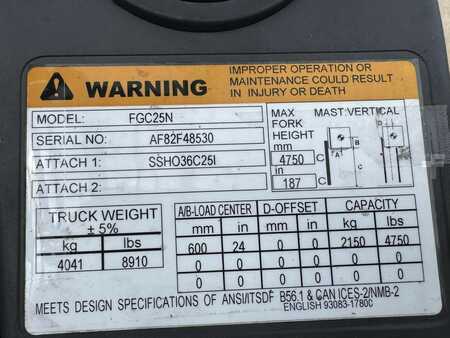 WARNING
IMPROPER OPERATION OR
MAINTENANCE COULD RESULT
IN INJURY OR DEATH
MODEL: FGC25N
SERIAL NO: AF82F48530
ATTACH 1: SSHO36C25I
ATTACH 2:
MAX
FORK
HEIGHT
mm
4750 C
in
187 C
MAST:VERTICAL
D
A
B
C
TRUCK WEIGHT
± 5%
kg lbs
4041 8910
A/B-LOAD CENTER D-OFFSET CAPACITY
mm in mm in kg lbs
600 24 0 0 2150 4750
0 0 0 0 0 0
0 0 0 0 0 0
MEETS DESIGN SPECIFICATIONS OF ANSI/ITSDF B56.1 & CAN ICES-2/NMB-2
ENGLISH 93083-1780C